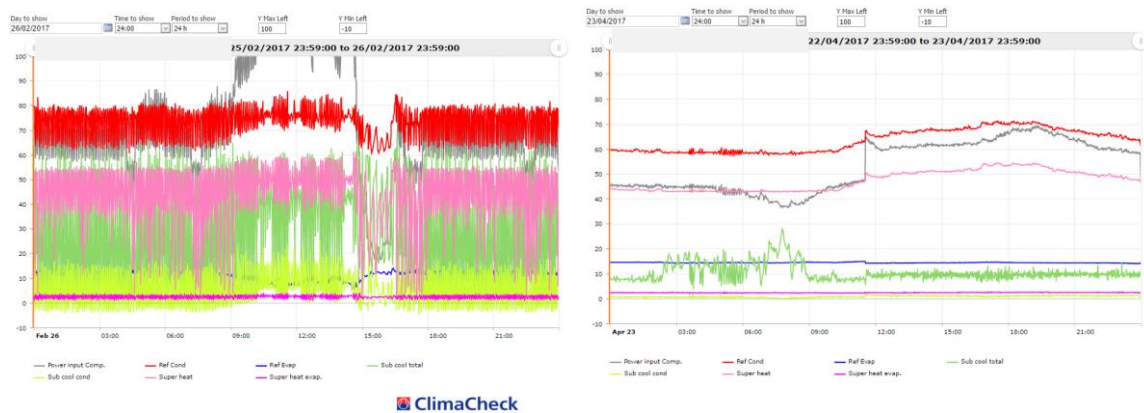 Day to show Time to show Period to show Y Max Left Y Min Left
26/02/2017 24:00 24 h 100 -10
25/02/2017 23:59:00 to 26/02/2017 23:59:00
100
90
80
70
60
50
40
30
20
10
0
-10
Feb 26 03:00 06:00 09:00 12:00 15:00 18:00 21:00
Power input Comp. Ref Cond Ref Evap Sub cool total
Sub cool cond Super heat Super heat evap.
Day to show Time to show Period to show Y Max Left Y Min Left
23/04/2017 24:00 24 h 100 -10
22/04/2017 23:59:00 to 23/04/2017 23:59:00
100
90
80
70
60
50
40
30
20
10
0
-10
Apr 23 03:00 06:00 09:00 12:00 15:00 18:00 21:00
Power input Comp. Ref Cond Ref Evap Sub cool total
Sub cool cond Super heat Super heat evap.
ClimaCheck